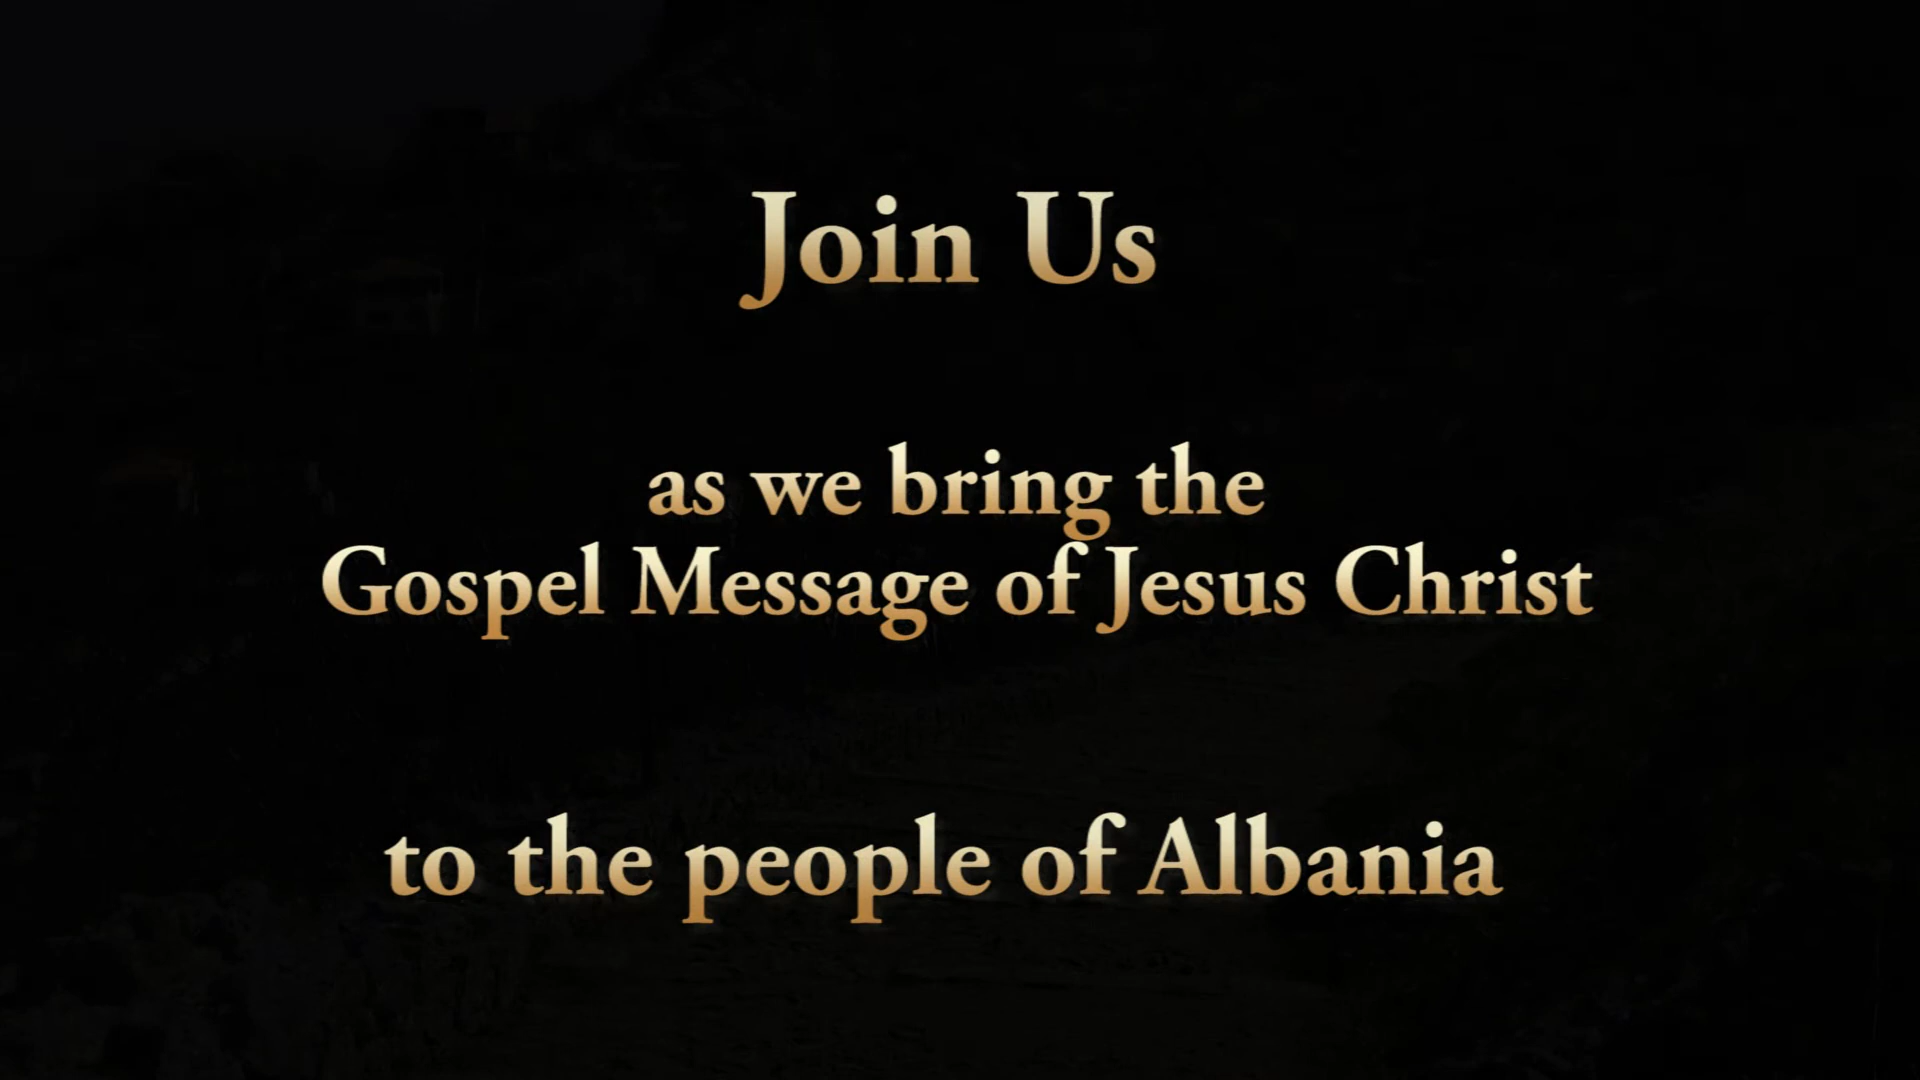 Join Us
as we bring the
Gospel Message of Jesus Christ
to the people of Albania